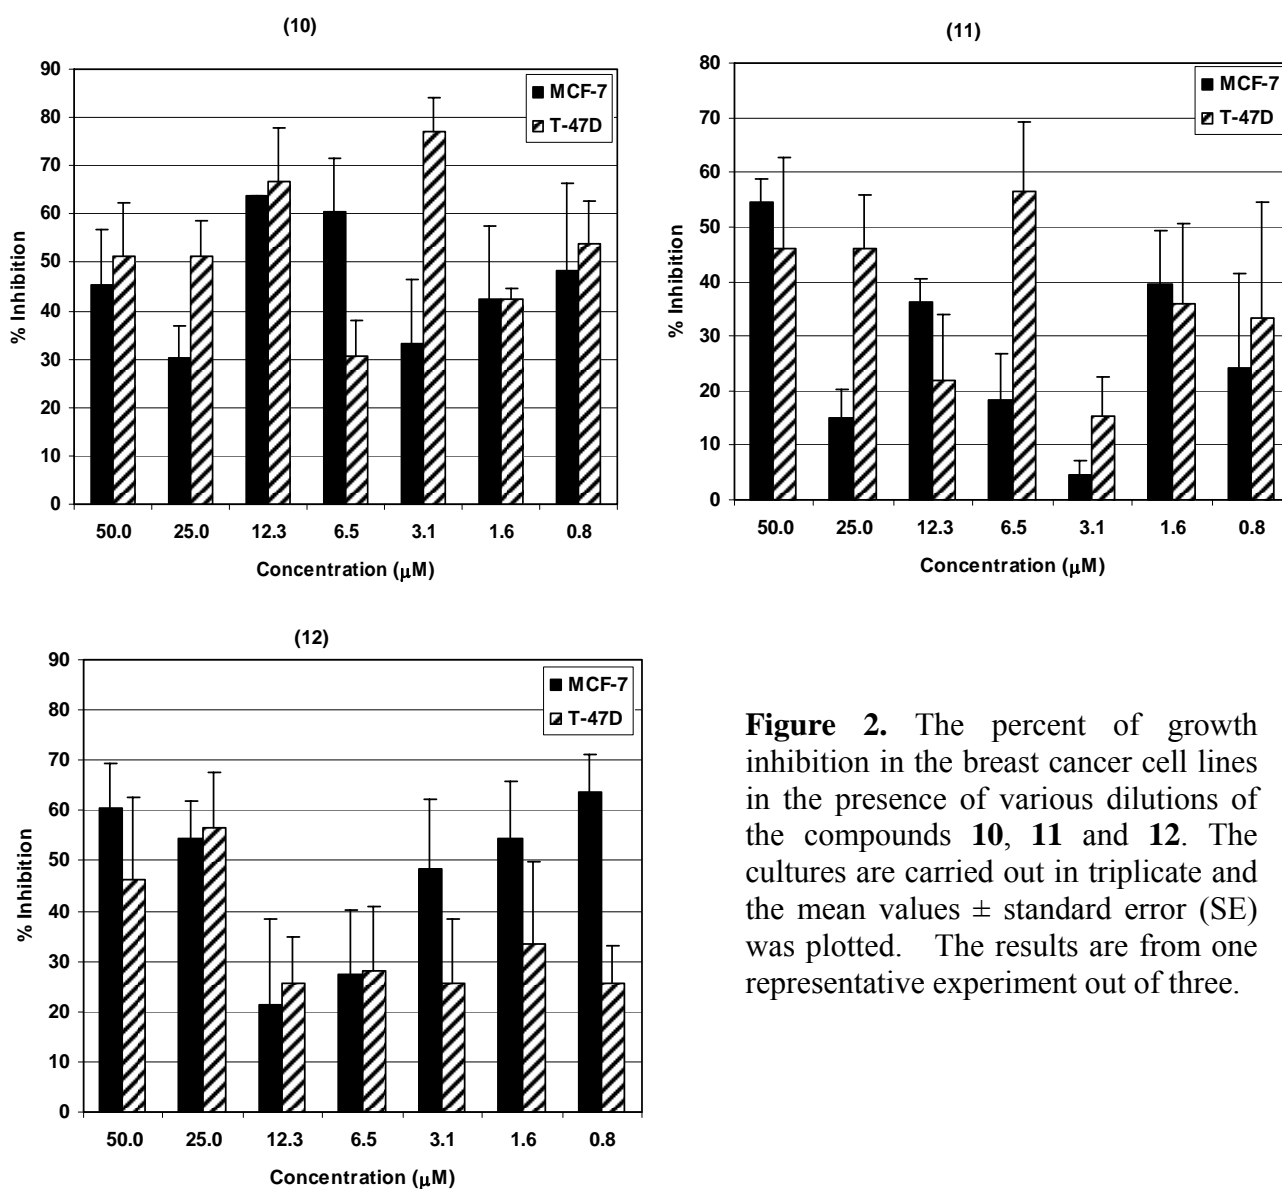 (10)
90
80
70
60
50
40
30
20
10
0
% Inhibition
MCF-7
T-47D
50.0 25.0 12.3 6.5 3.1 1.6 0.8
Concentration (μM)
(11)
80
70
60
50
40
30
20
10
0
% Inhibition
MCF-7
T-47D
50.0 25.0 12.3 6.5 3.1 1.6 0.8
Concentration (μM)
(12)
90
80
70
60
50
40
30
20
10
0
% Inhibition
MCF-7
T-47D
50.0 25.0 12.3 6.5 3.1 1.6 0.8
Concentration (μM)
Figure 2. The percent of growth
inhibition in the breast cancer cell lines
in the presence of various dilutions of
the compounds 10, 11 and 12. The
cultures are carried out in triplicate and
the mean values ± standard error (SE)
was plotted. The results are from one
representative experiment out of three.